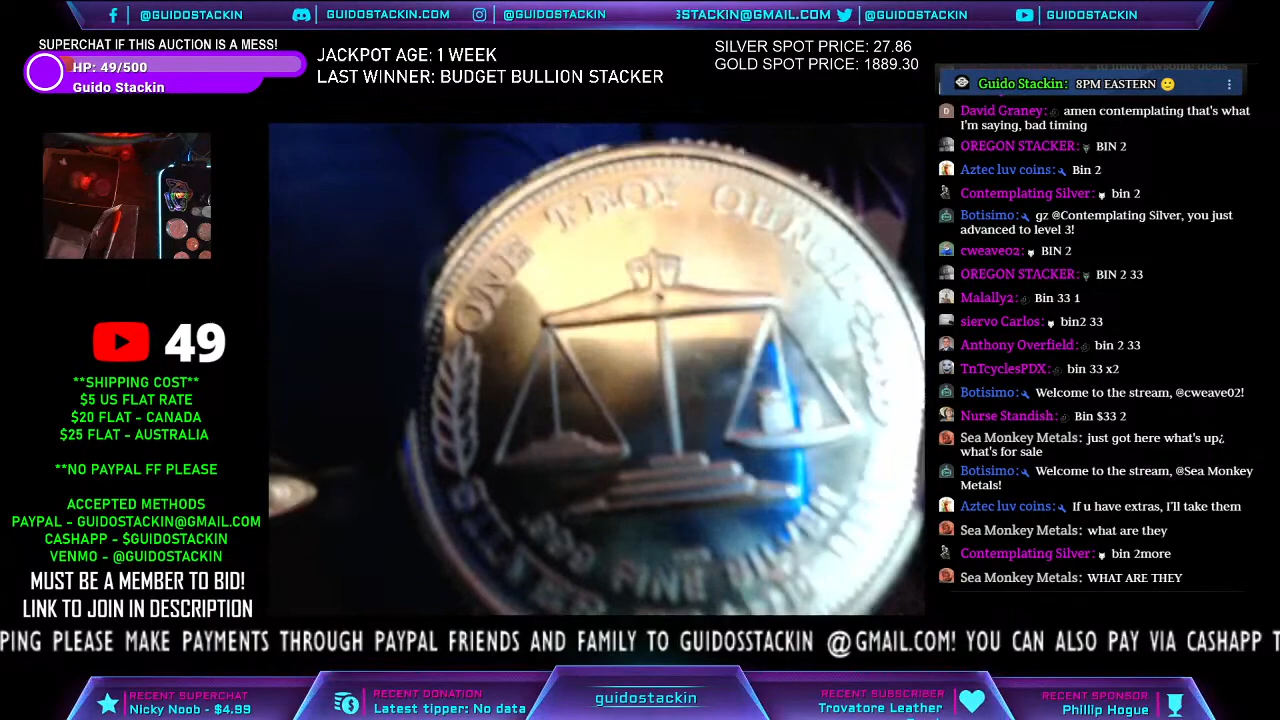 @GUIDOSTACKIN
GUIDOSTACKIN.COM
@GUIDOSTACKIN
STACKIN@GMAIL.COM
@GUIDOSTACKIN
GUIDOSTACKIN
SUPERCHAT IF THIS AUCTION IS A MESS!
HP: 49/500
Guido Stackin
JACKPOT AGE: 1 WEEK
LAST WINNER: BUDGET BULLION STACKER
SILVER SPOT PRICE: 27.86
GOLD SPOT PRICE: 1889.30
49
**SHIPPING COST**
$5 US FLAT RATE
$20 FLAT - CANADA
$25 FLAT - AUSTRALIA
**NO PAYPAL FF PLEASE
ACCEPTED METHODS
PAYPAL - GUIDOSTACKIN@GMAIL.COM
CASHAPP - $GUIDOSTACKIN
VENMO - @GUIDOSTACKIN
MUST BE A MEMBER TO BID!
LINK TO JOIN IN DESCRIPTION
ONE TROY OUNCE
999 FINE SILVER
Guido Stackin: 8PM EASTERN 🙂
David Graney: amen contemplating that's what
I'm saying, bad timing
OREGON STACKER: BIN 2
Aztec luv coins: Bin 2
Contemplating Silver: bin 2
Botisimo: gz @Contemplating Silver, you just
advanced to level 3!
cweave02: BIN 2
OREGON STACKER: BIN 2 33
Malally2: Bin 33 1
siervo Carlos: bin2 33
Anthony Overfield: bin 2 33
TnTcyclesPDX: bin 33 x2
Botisimo: Welcome to the stream, @cweave02!
Nurse Standish: Bin $33 2
Sea Monkey Metals: just got here what's up¿
what's for sale
Botisimo: Welcome to the stream, @Sea Monkey
Metals!
Aztec luv coins: If u have extras, I'll take them
Sea Monkey Metals: what are they
Contemplating Silver: bin 2more
Sea Monkey Metals: WHAT ARE THEY
PING PLEASE MAKE PAYMENTS THROUGH PAYPAL FRIENDS AND FAMILY TO GUIDOSSTACKIN @GMAIL.COM! YOU CAN ALSO PAY VIA CASHAPP
RECENT SUPERCHAT
Nicky Noob - $4.99
RECENT DONATION
Latest tipper: No data
guidostackin
RECENT SUBSCRIBER
Trovatore Leather
RECENT SPONSOR
Phillip Hogue